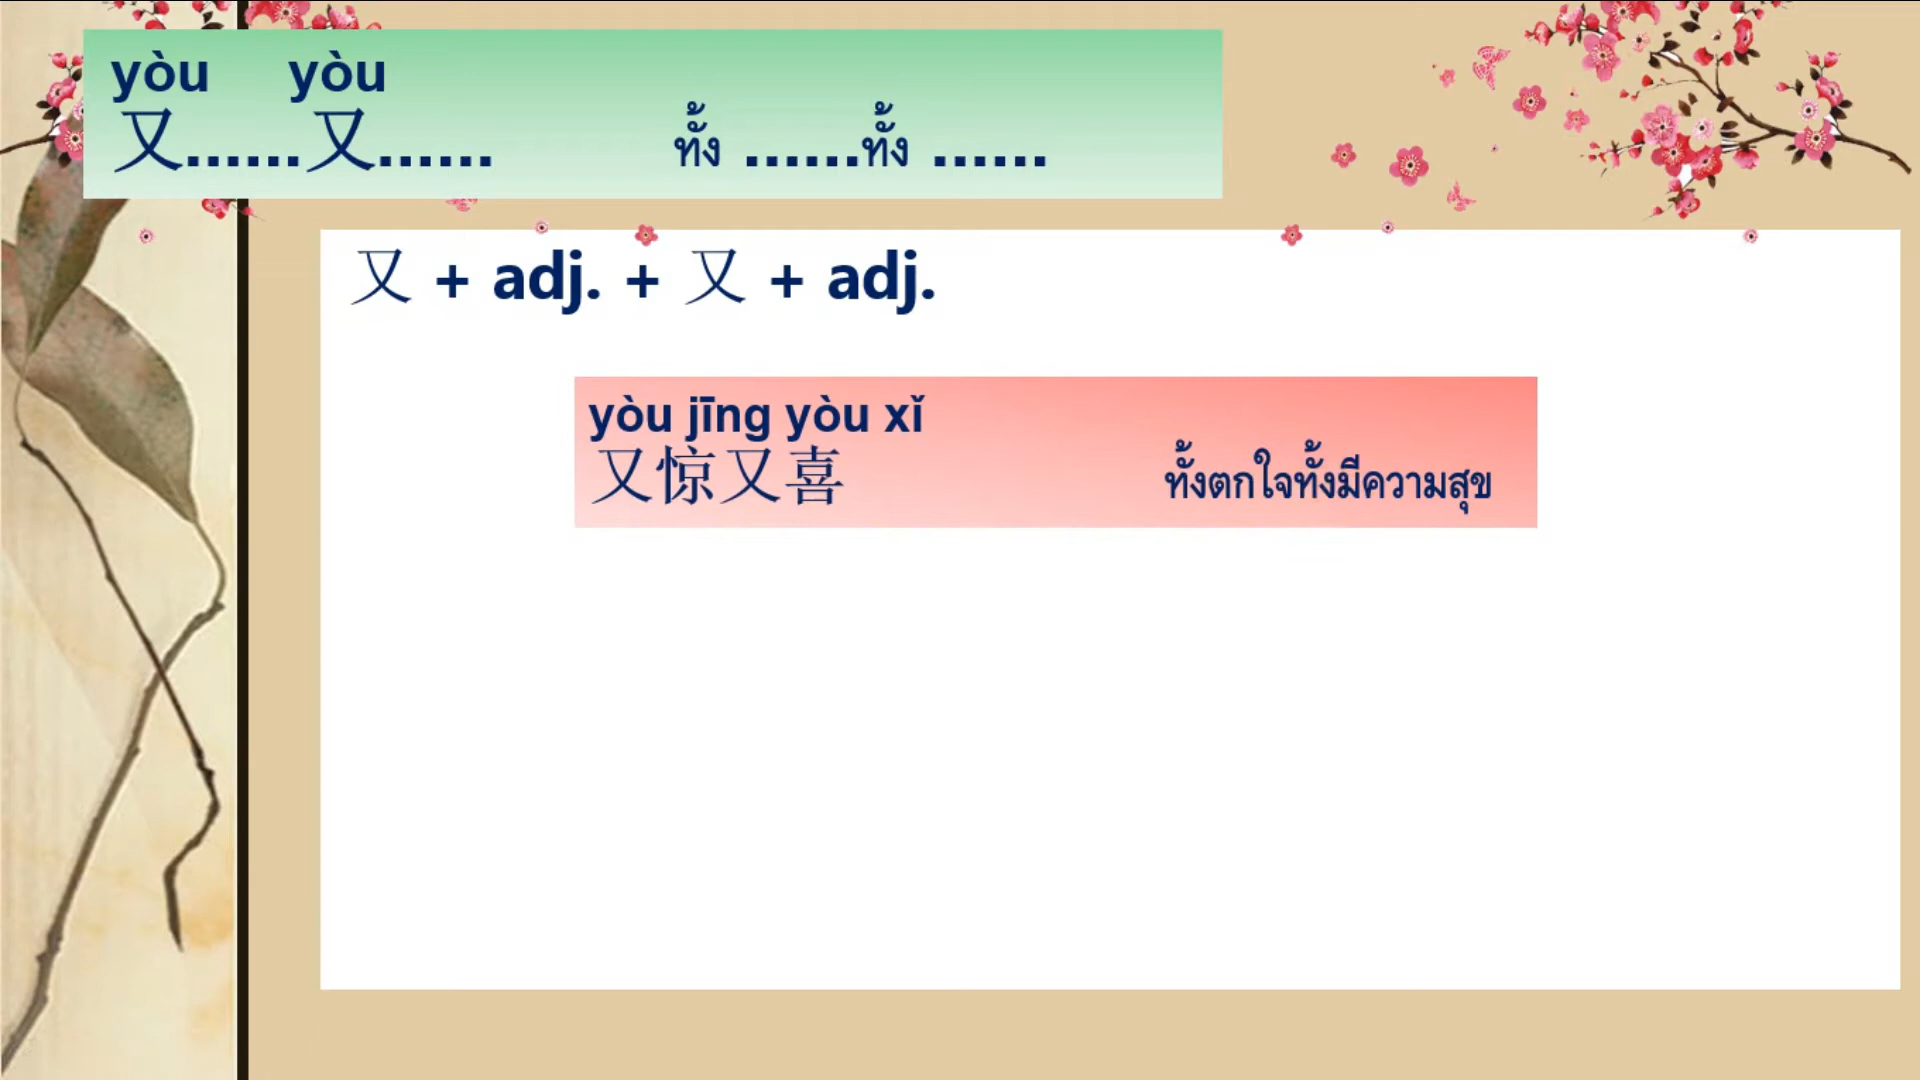 yòu yòu
又......又...... ทั้ง ......ทั้ง ......
又 + adj. + 又 + adj.
yòu jīng yòu xǐ
又惊又喜 ทั้งตกใจทั้งมีความสุข